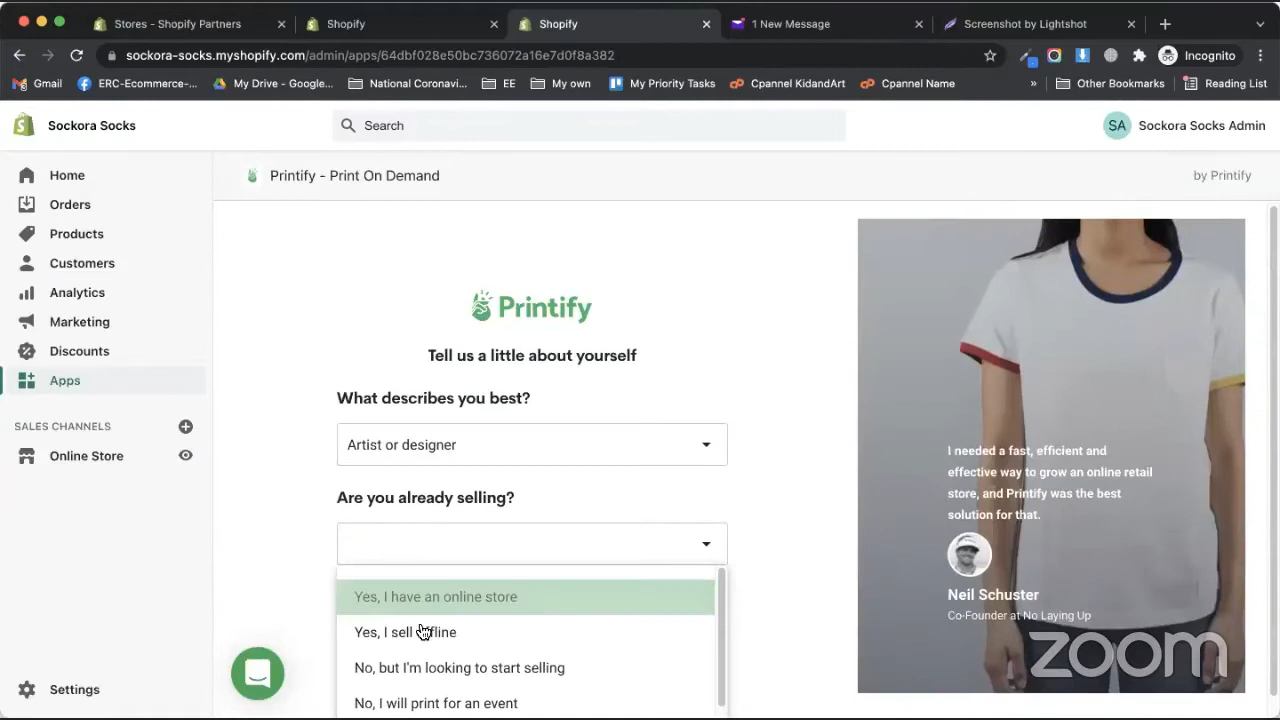 Stores - Shopify Partners
Shopify
Shopify
1 New Message
Screenshot by Lightshot
sockora-socks.myshopify.com/admin/apps/64dbf028e50bc736072a16e7d0f8a382
Incognito
Gmail
ERC-Ecommerce-...
My Drive - Google...
National Coronavi...
EE
My own
My Priority Tasks
Cpannel KidandArt
Cpannel Name
»
Other Bookmarks
Reading List
Sockora Socks
Search
SA
Sockora Socks Admin
Home
Orders
Products
Customers
Analytics
Marketing
Discounts
Apps
SALES CHANNELS
Online Store
Settings
Printify - Print On Demand
by Printify
Printify
Tell us a little about yourself
What describes you best?
Artist or designer
Are you already selling?
Yes, I have an online store
Yes, I sell offline
No, but I'm looking to start selling
No, I will print for an event
I needed a fast, efficient and
effective way to grow an online retail
store, and Printify was the best
solution for that.
Neil Schuster
Co-Founder at No Laying Up
zoom